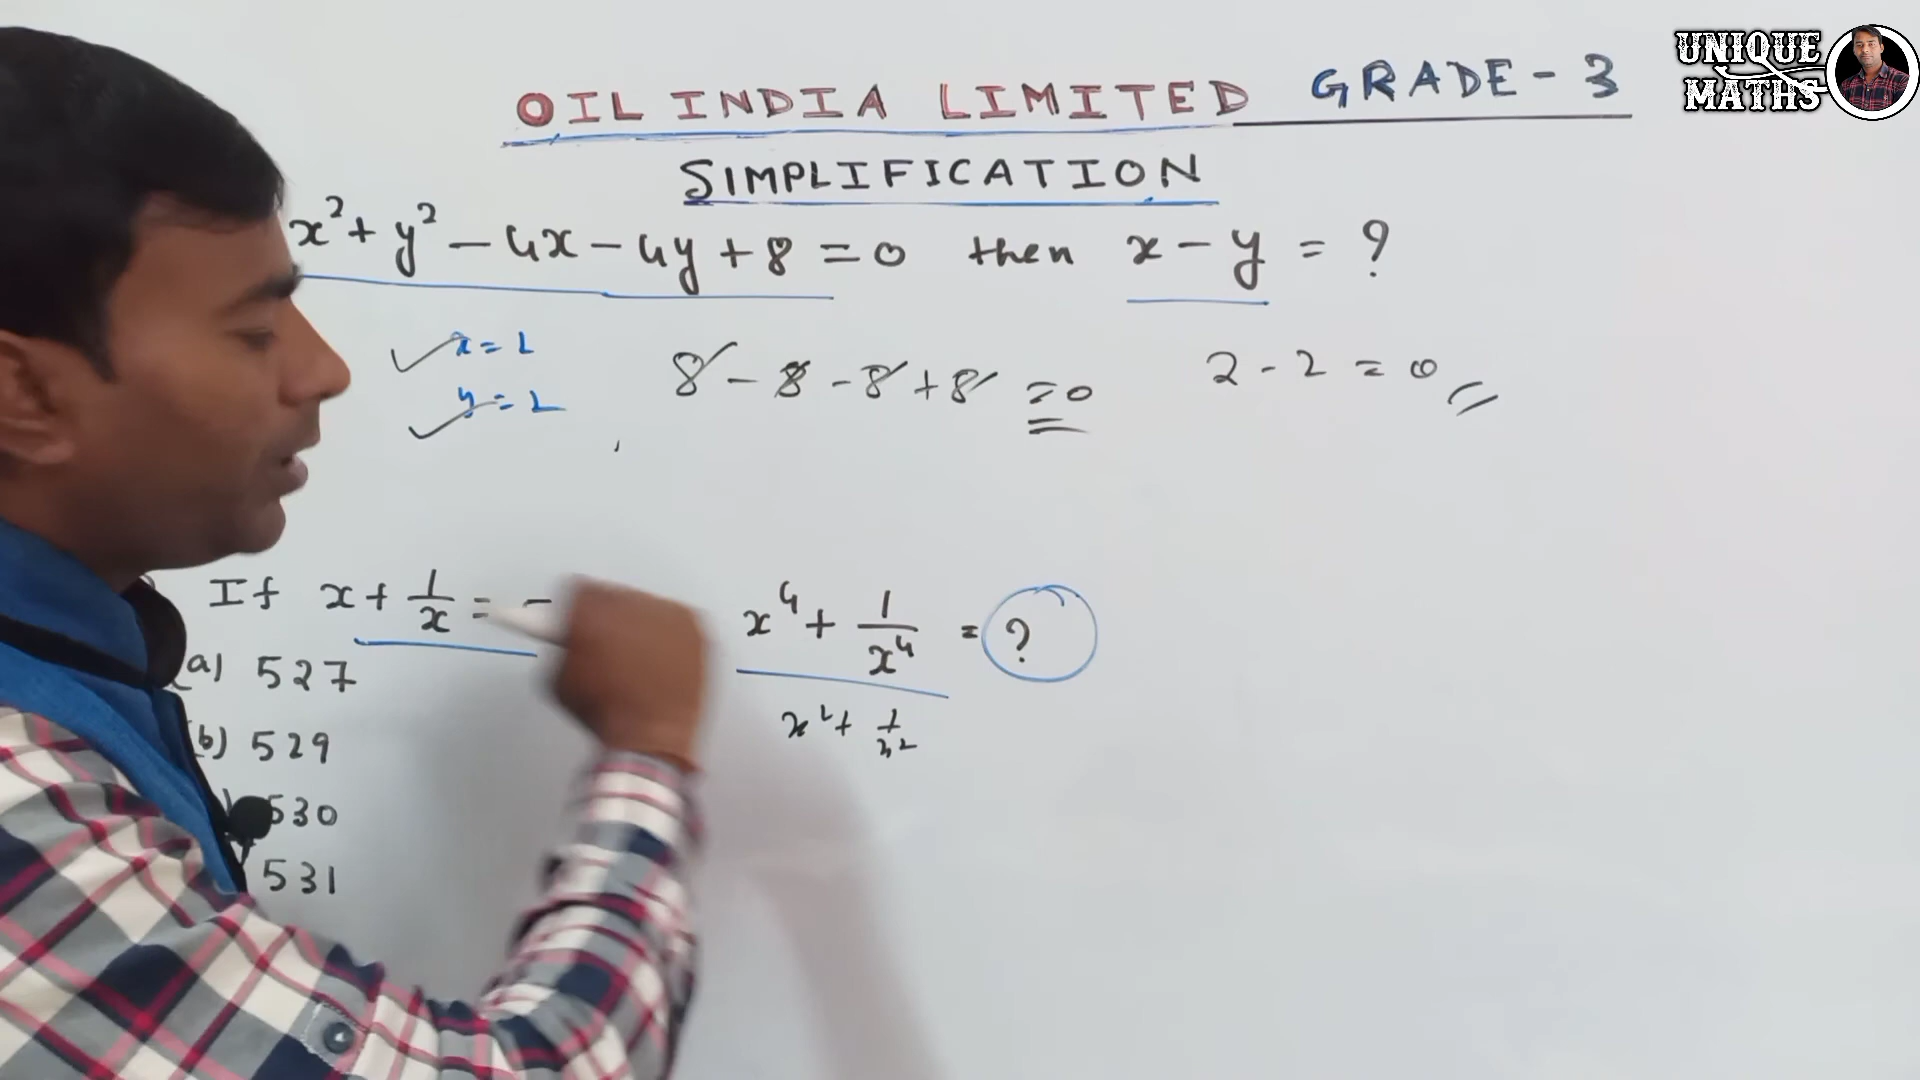 UNIQUE
MATHS
OIL INDIA LIMITED GRADE - 3
SIMPLIFICATION
x² + y² - 4x - 4y + 8 = 0 then x - y = ?
x = 2
y = 2
8 - 8 - 8 + 8 = 0
2 - 2 = 0
If x + 1/x = -
x⁴ + 1/x⁴ = ?
x² + 1/x²
(a) 527
(b) 529
) 530
531